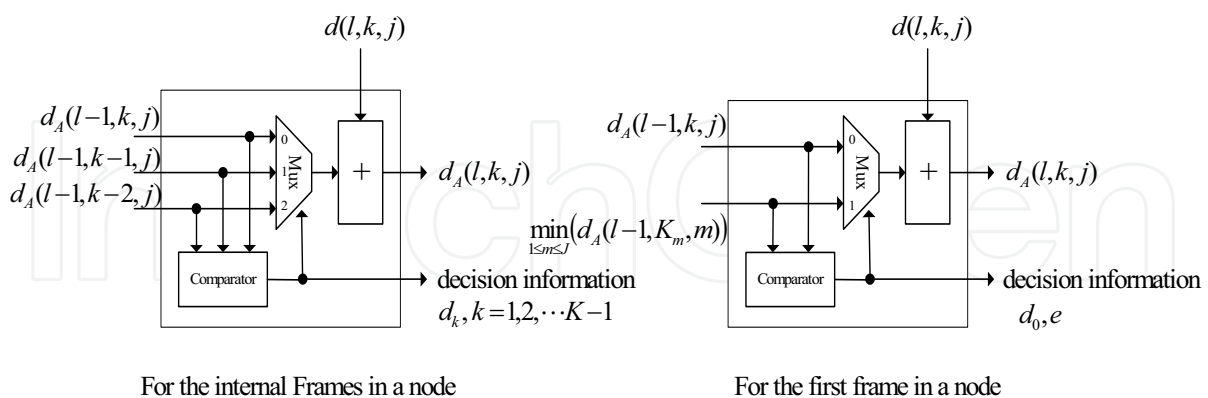 d(l,k,j)
d_A(l−1,k,j)
d_A(l−1,k−1,j)
d_A(l−1,k−2,j)
0
1
2
Mux
+
d_A(l,k,j)
Comparator
decision information
d_k, k=1,2,⋯K−1
For the internal Frames in a node
d(l,k,j)
d_A(l−1,k,j)
min_{1≤m≤J}(d_A(l−1,K_m,m))
0
1
Mux
+
d_A(l,k,j)
Comparator
decision information
d_0,e
For the first frame in a node
InTechOpen